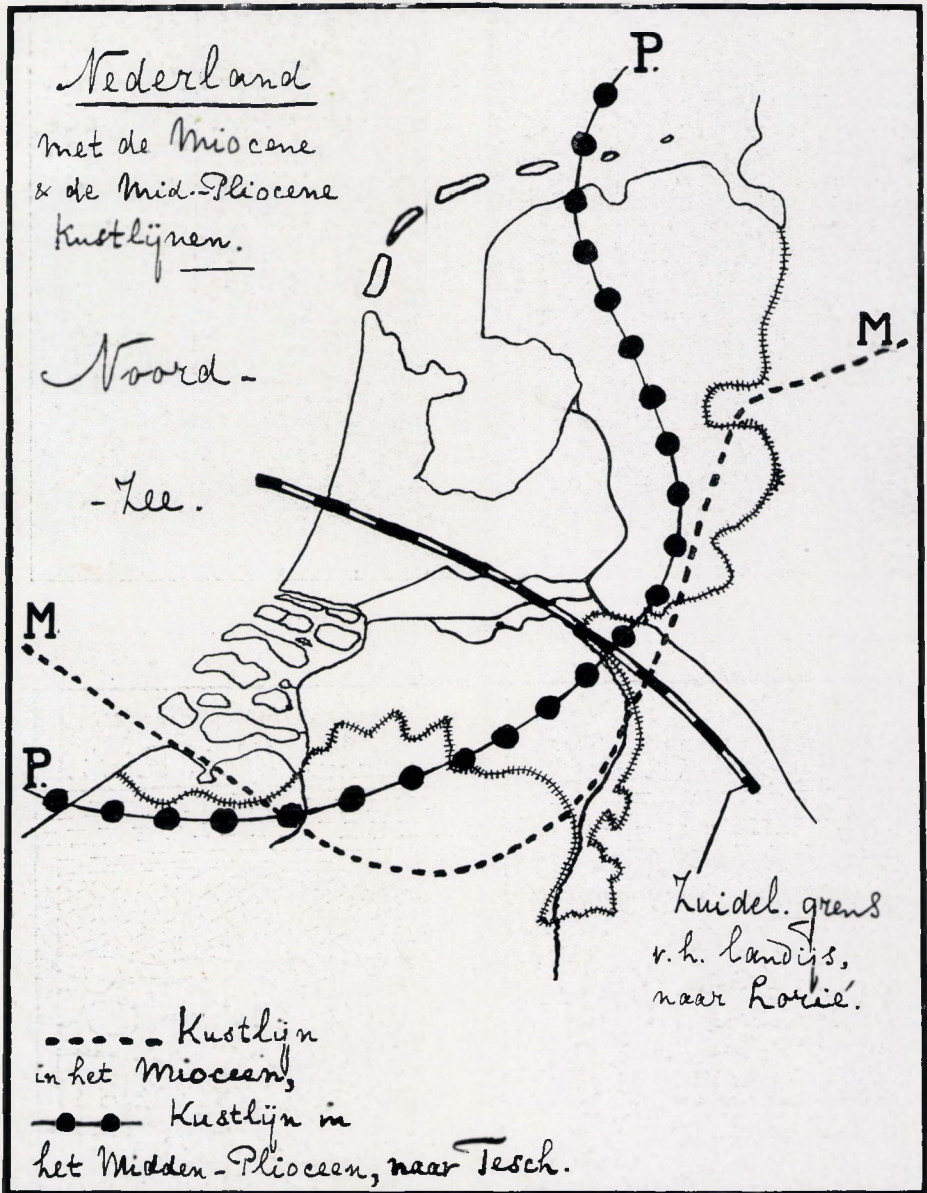 Nederland
met de Miocene
& de Mid.-Pliocene
Kustlijnen.
P.
Noord-
M
-Zee.
M
P.
Zuidel. grens
v.h. landijs,
naar Lorié.
Kustlijn
in het Mioceen,
Kustlijn in
het Midden-Plioceen, naar Tesch.